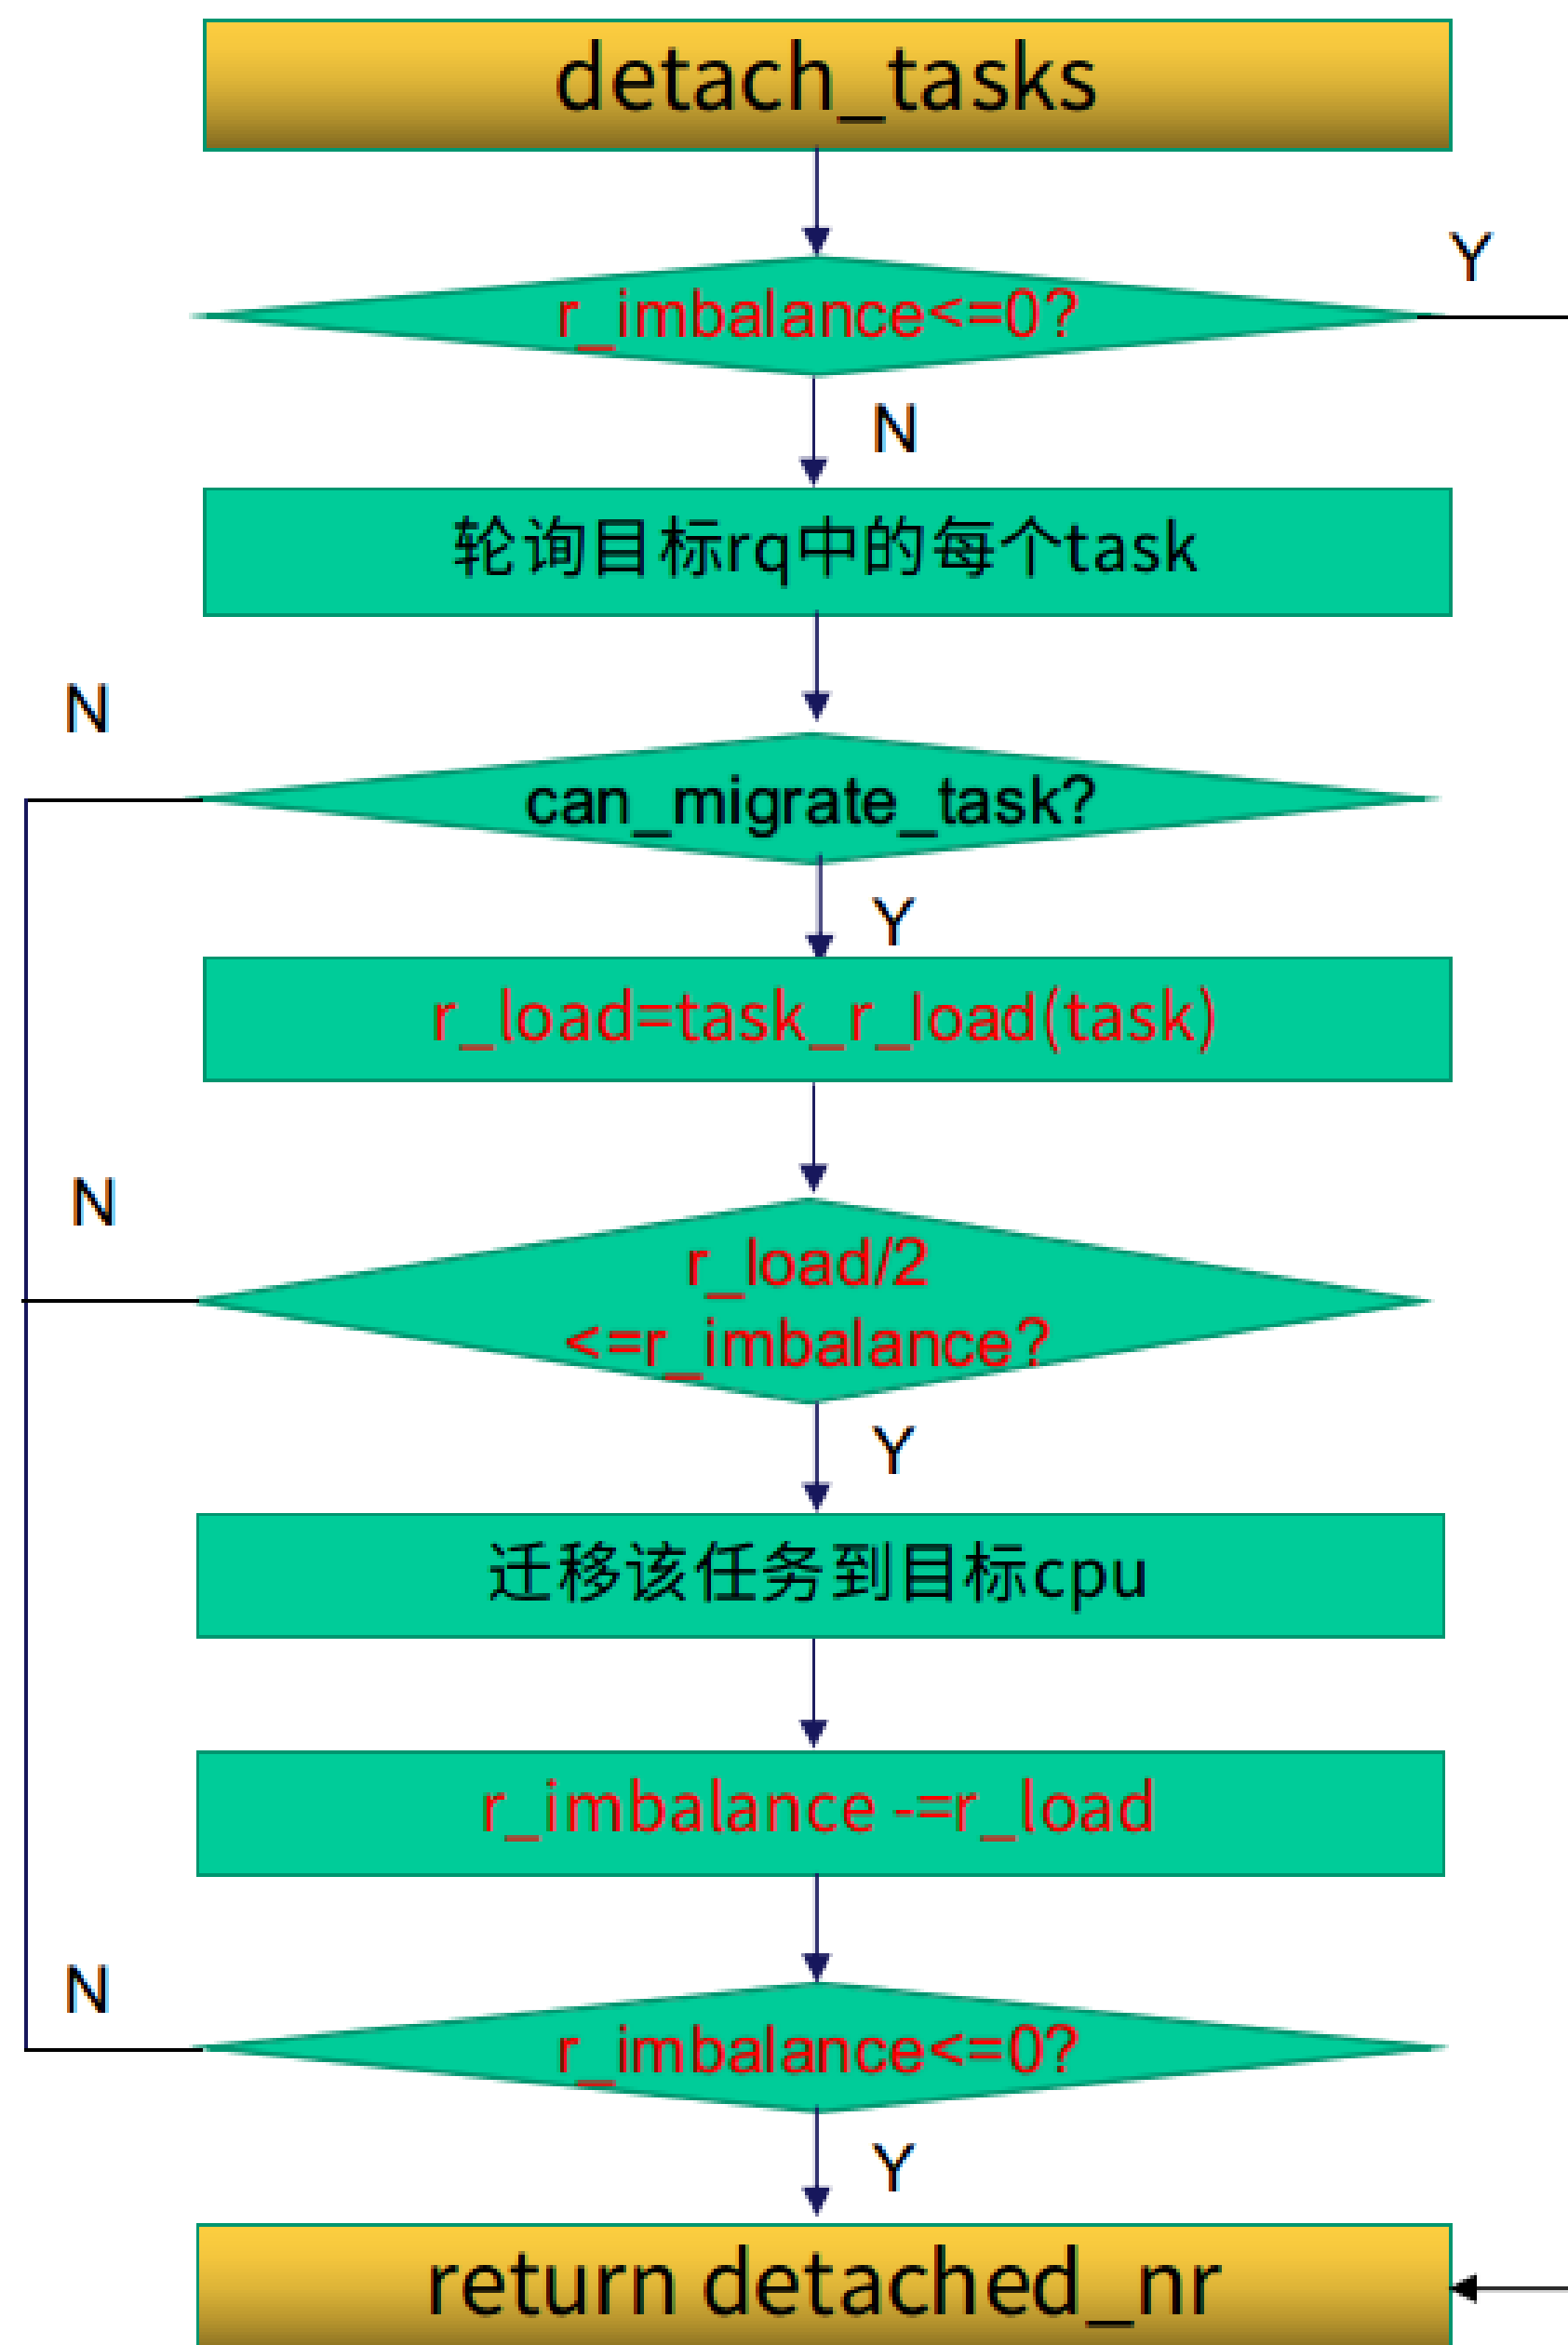 detach_tasks
r_imbalance<=0?
Y
N
轮询目标rq中的每个task
N
can_migrate_task?
Y
r_load=task_r_load(task)
N
r_load/2
<=r_imbalance?
Y
迁移该任务到目标cpu
r_imbalance -=r_load
N
r_imbalance<=0?
Y
return detached_nr